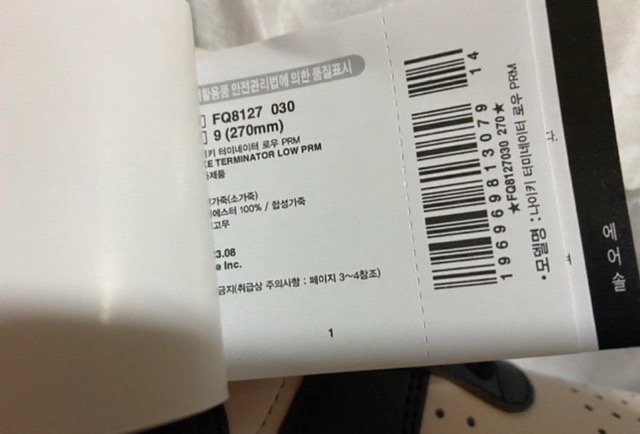 활용품 안전관리법에 의한 품질표시
FQ8127 030
9 (270mm)
이키 터미네이터 로우 PRM
KE TERMINATOR LOW PRM
제품
가죽(소가죽)
에스터 100% / 합성가죽
고무
3.08
e Inc.
금지(취급상 주의사항 : 페이지 3~4참조)
1
14
196969813079
★FQ8127030 270★
• 모델명 : 나이키 터미네이터 로우 PRM
에어솔